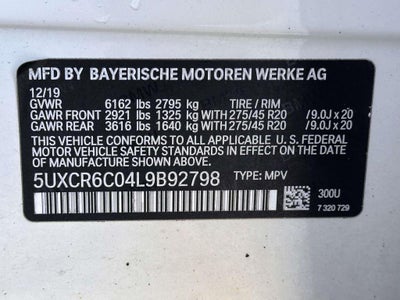 MFD BY BAYERISCHE MOTOREN WERKE AG
12/19
GVWR 6162 lbs 2795 kg TIRE / RIM
GAWR FRONT 2921 lbs 1325 kg WITH 275/45 R20 /9.0J x 20
GAWR REAR 3616 lbs 1640 kg WITH 275/45 R20 /9.0J x 20
THIS VEHICLE CONFORMS TO ALL APPLICABLE U. S. FEDERAL
MOTOR VEHICLE SAFETY STANDARDS IN EFFECT ON THE
DATE OF MANUFACTURE SHOWN ABOVE.
5UXCR6C04L9B92798 TYPE: MPV
300U
7 320 729